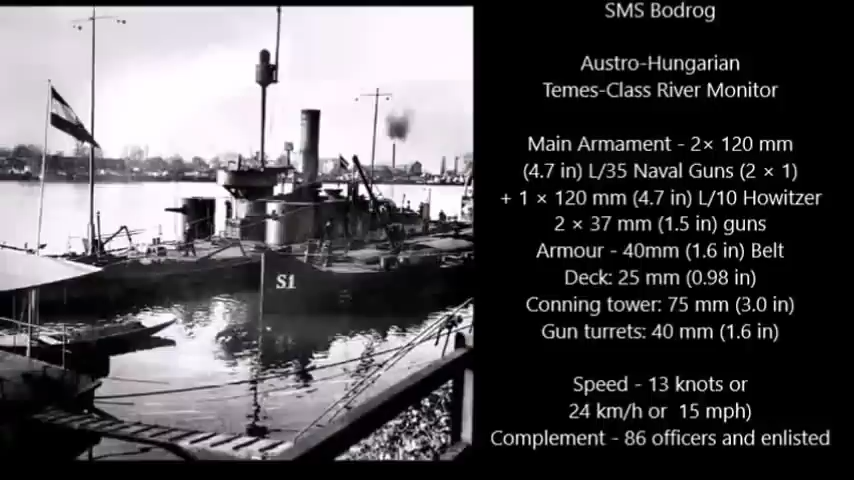 SMS Bodrog
Austro-Hungarian
Temes-Class River Monitor
Main Armament - 2× 120 mm
(4.7 in) L/35 Naval Guns (2 × 1)
+ 1 × 120 mm (4.7 in) L/10 Howitzer
2 × 37 mm (1.5 in) guns
Armour - 40mm (1.6 in) Belt
Deck: 25 mm (0.98 in)
Conning tower: 75 mm (3.0 in)
Gun turrets: 40 mm (1.6 in)
Speed - 13 knots or
24 km/h or  15 mph)
Complement - 86 officers and enlisted
S1